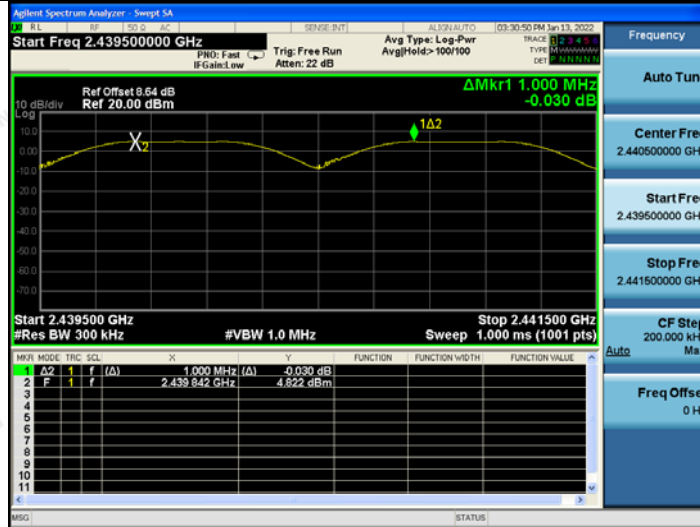 Agilent Spectrum Analyzer - Swept SA
RL RF 50 Ω AC SENSE:INT ALIGNAUTO 03:30:50 PM Jan 13, 2022
Start Freq 2.439500000 GHz
PNO: Fast
IFGain:Low
Trig: Free Run
Atten: 22 dB
Avg Type: Log-Pwr
Avg|Hold:> 100/100
TRACE 1 2 3 4 5 6
TYPE M
DET P N N N N N
ΔMkr1 1.000 MHz
-0.030 dB
Ref Offset 8.64 dB
10 dB/div Ref 20.00 dBm
Log
10.0
0.00
-10.0
-20.0
-30.0
-40.0
-50.0
-60.0
-70.0
X2
1Δ2
Start 2.439500 GHz Stop 2.441500 GHz
#Res BW 300 kHz #VBW 1.0 MHz Sweep 1.000 ms (1001 pts)
MKR MODE TRC SCL X Y FUNCTION FUNCTION WIDTH FUNCTION VALUE
1 Δ2 1 f (Δ) 1.000 MHz (Δ) -0.030 dB
2 F 1 f 2.439 842 GHz 4.822 dBm
3
4
5
6
7
8
9
10
11
MSG STATUS
Frequency
Auto Tun
Center Fre
2.440500000 GH
Start Fre
2.439500000 GH
Stop Fre
2.441500000 GH
CF Step
200.000 kH
Auto Ma
Freq Offse
0 H